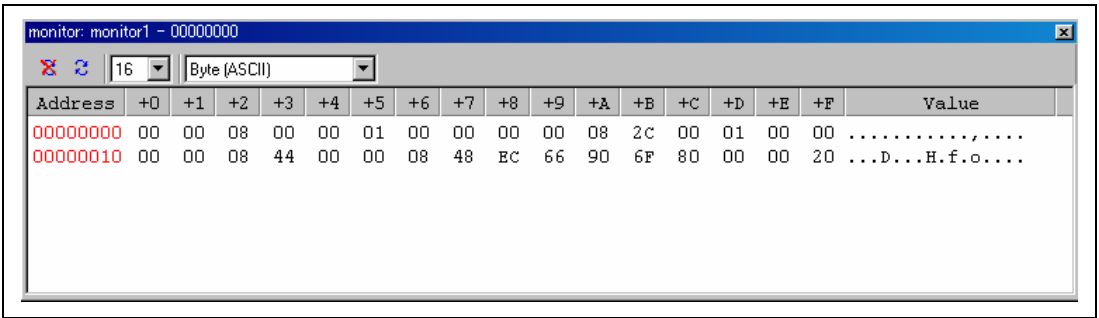 monitor: monitor1 - 00000000
16 Byte (ASCII)
Address +0 +1 +2 +3 +4 +5 +6 +7 +8 +9 +A +B +C +D +E +F Value
00000000 00 00 08 00 00 01 00 00 00 00 08 2C 00 01 00 00 ...........,....
00000010 00 00 08 44 00 00 08 48 EC 66 90 6F 80 00 00 20 ...D...H.f.o....